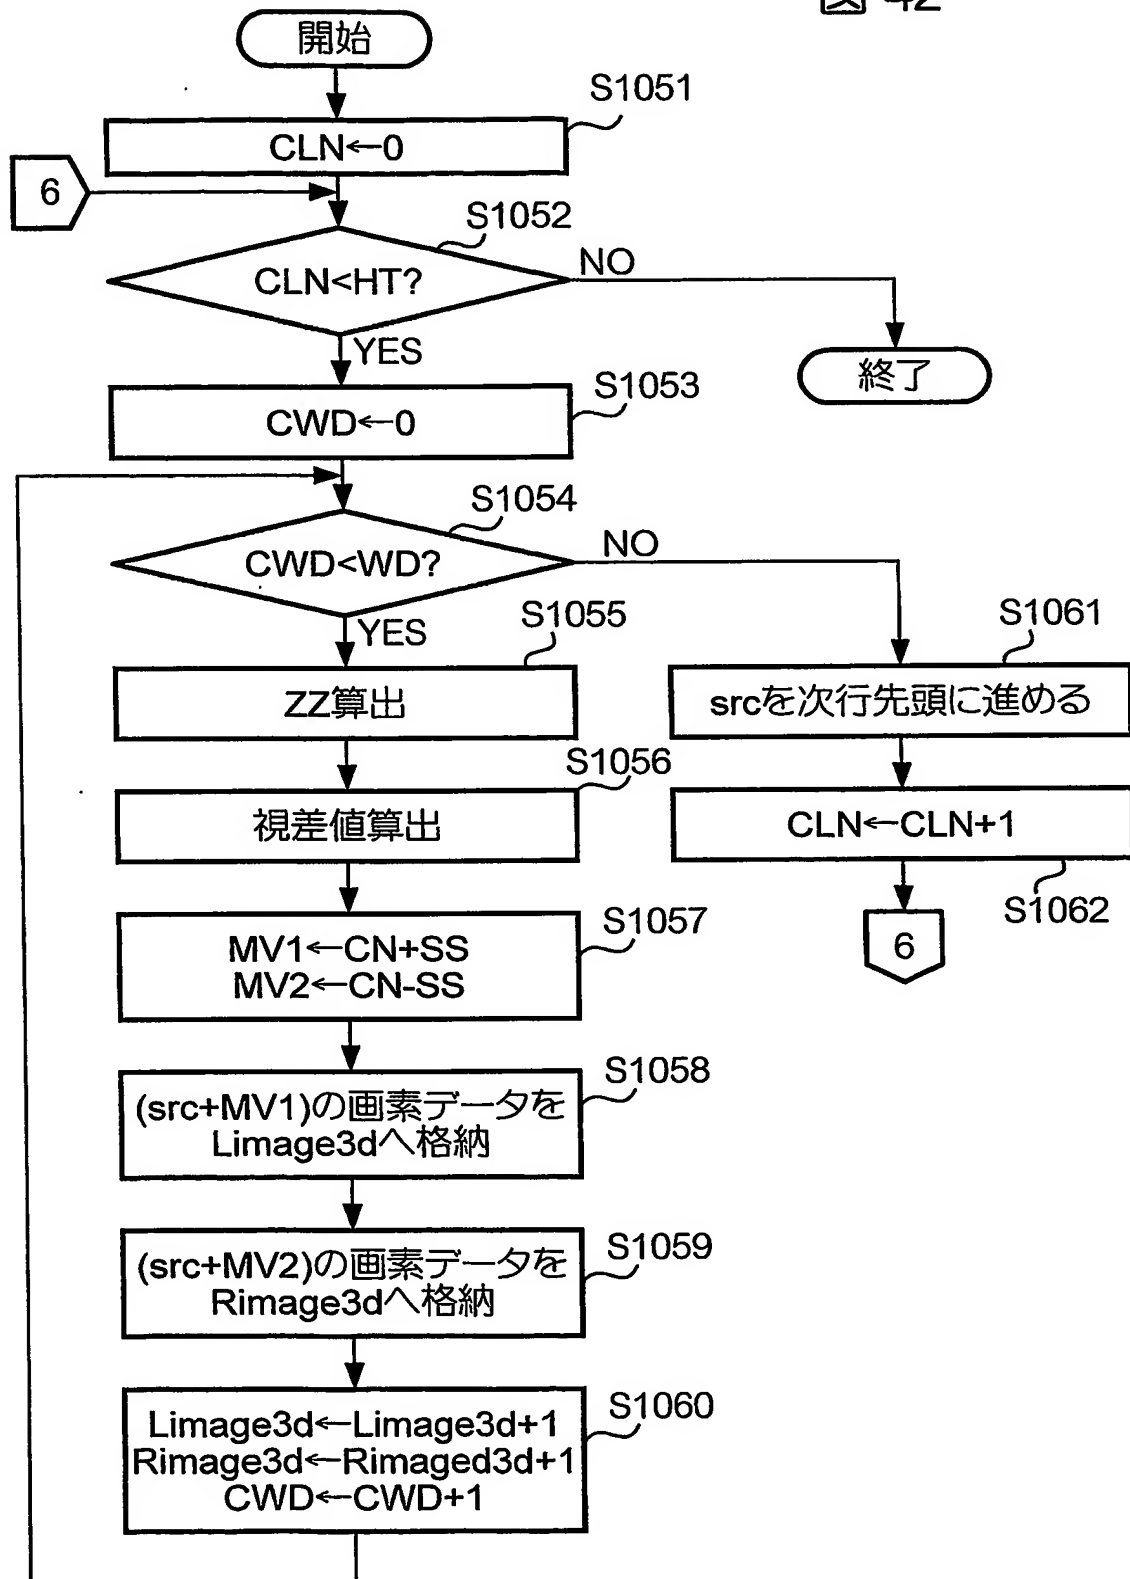 図 42
開始
S1051
CLN←0
6
S1052
CLN<HT?
NO
YES
終了
S1053
CWD←0
S1054
CWD<WD?
NO
YES
S1055
ZZ算出
S1061
srcを次行先頭に進める
S1056
視差値算出
CLN←CLN+1
S1062
6
S1057
MV1←CN+SS
MV2←CN-SS
S1058
(src+MV1)の画素データを
Limage3dへ格納
S1059
(src+MV2)の画素データを
Rimage3dへ格納
S1060
Limage3d←Limage3d+1
Rimage3d←Rimaged3d+1
CWD←CWD+1